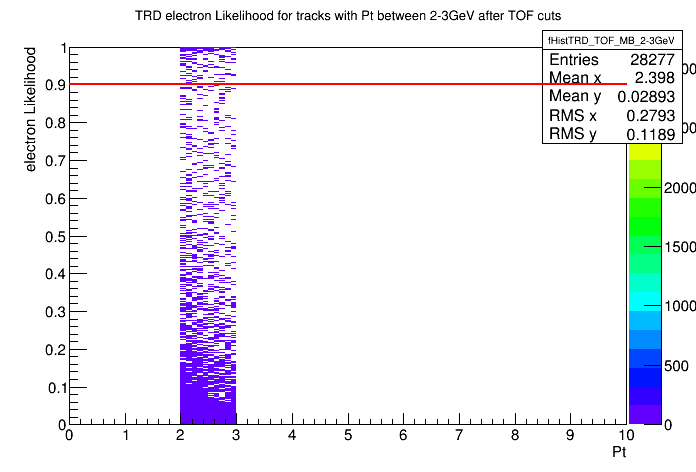 TRD electron Likelihood for tracks with Pt between 2-3GeV after TOF cuts
fHistTRD_TOF_MB_2-3GeV
Entries 28277
Mean x 2.398
Mean y 0.02893
RMS x 0.2793
RMS y 0.1189
electron Likelihood
1
0.9
0.8
0.7
0.6
0.5
0.4
0.3
0.2
0.1
0
0 1 2 3 4 5 6 7 8 9 10
Pt
2000
1500
1000
500
0